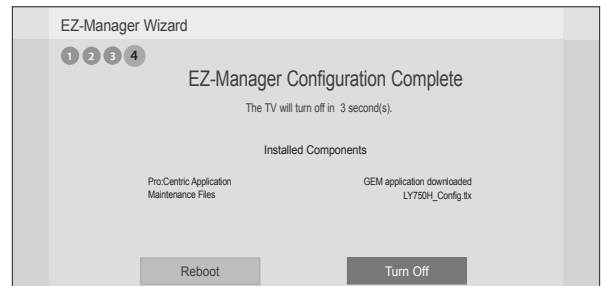 EZ-Manager Wizard
1 2 3 4
EZ-Manager Configuration Complete
The TV will turn off in 3 second(s).
Installed Components
Pro:Centric Application GEM application downloaded
Maintenance Files LY750H_Config.tlx
Reboot Turn Off